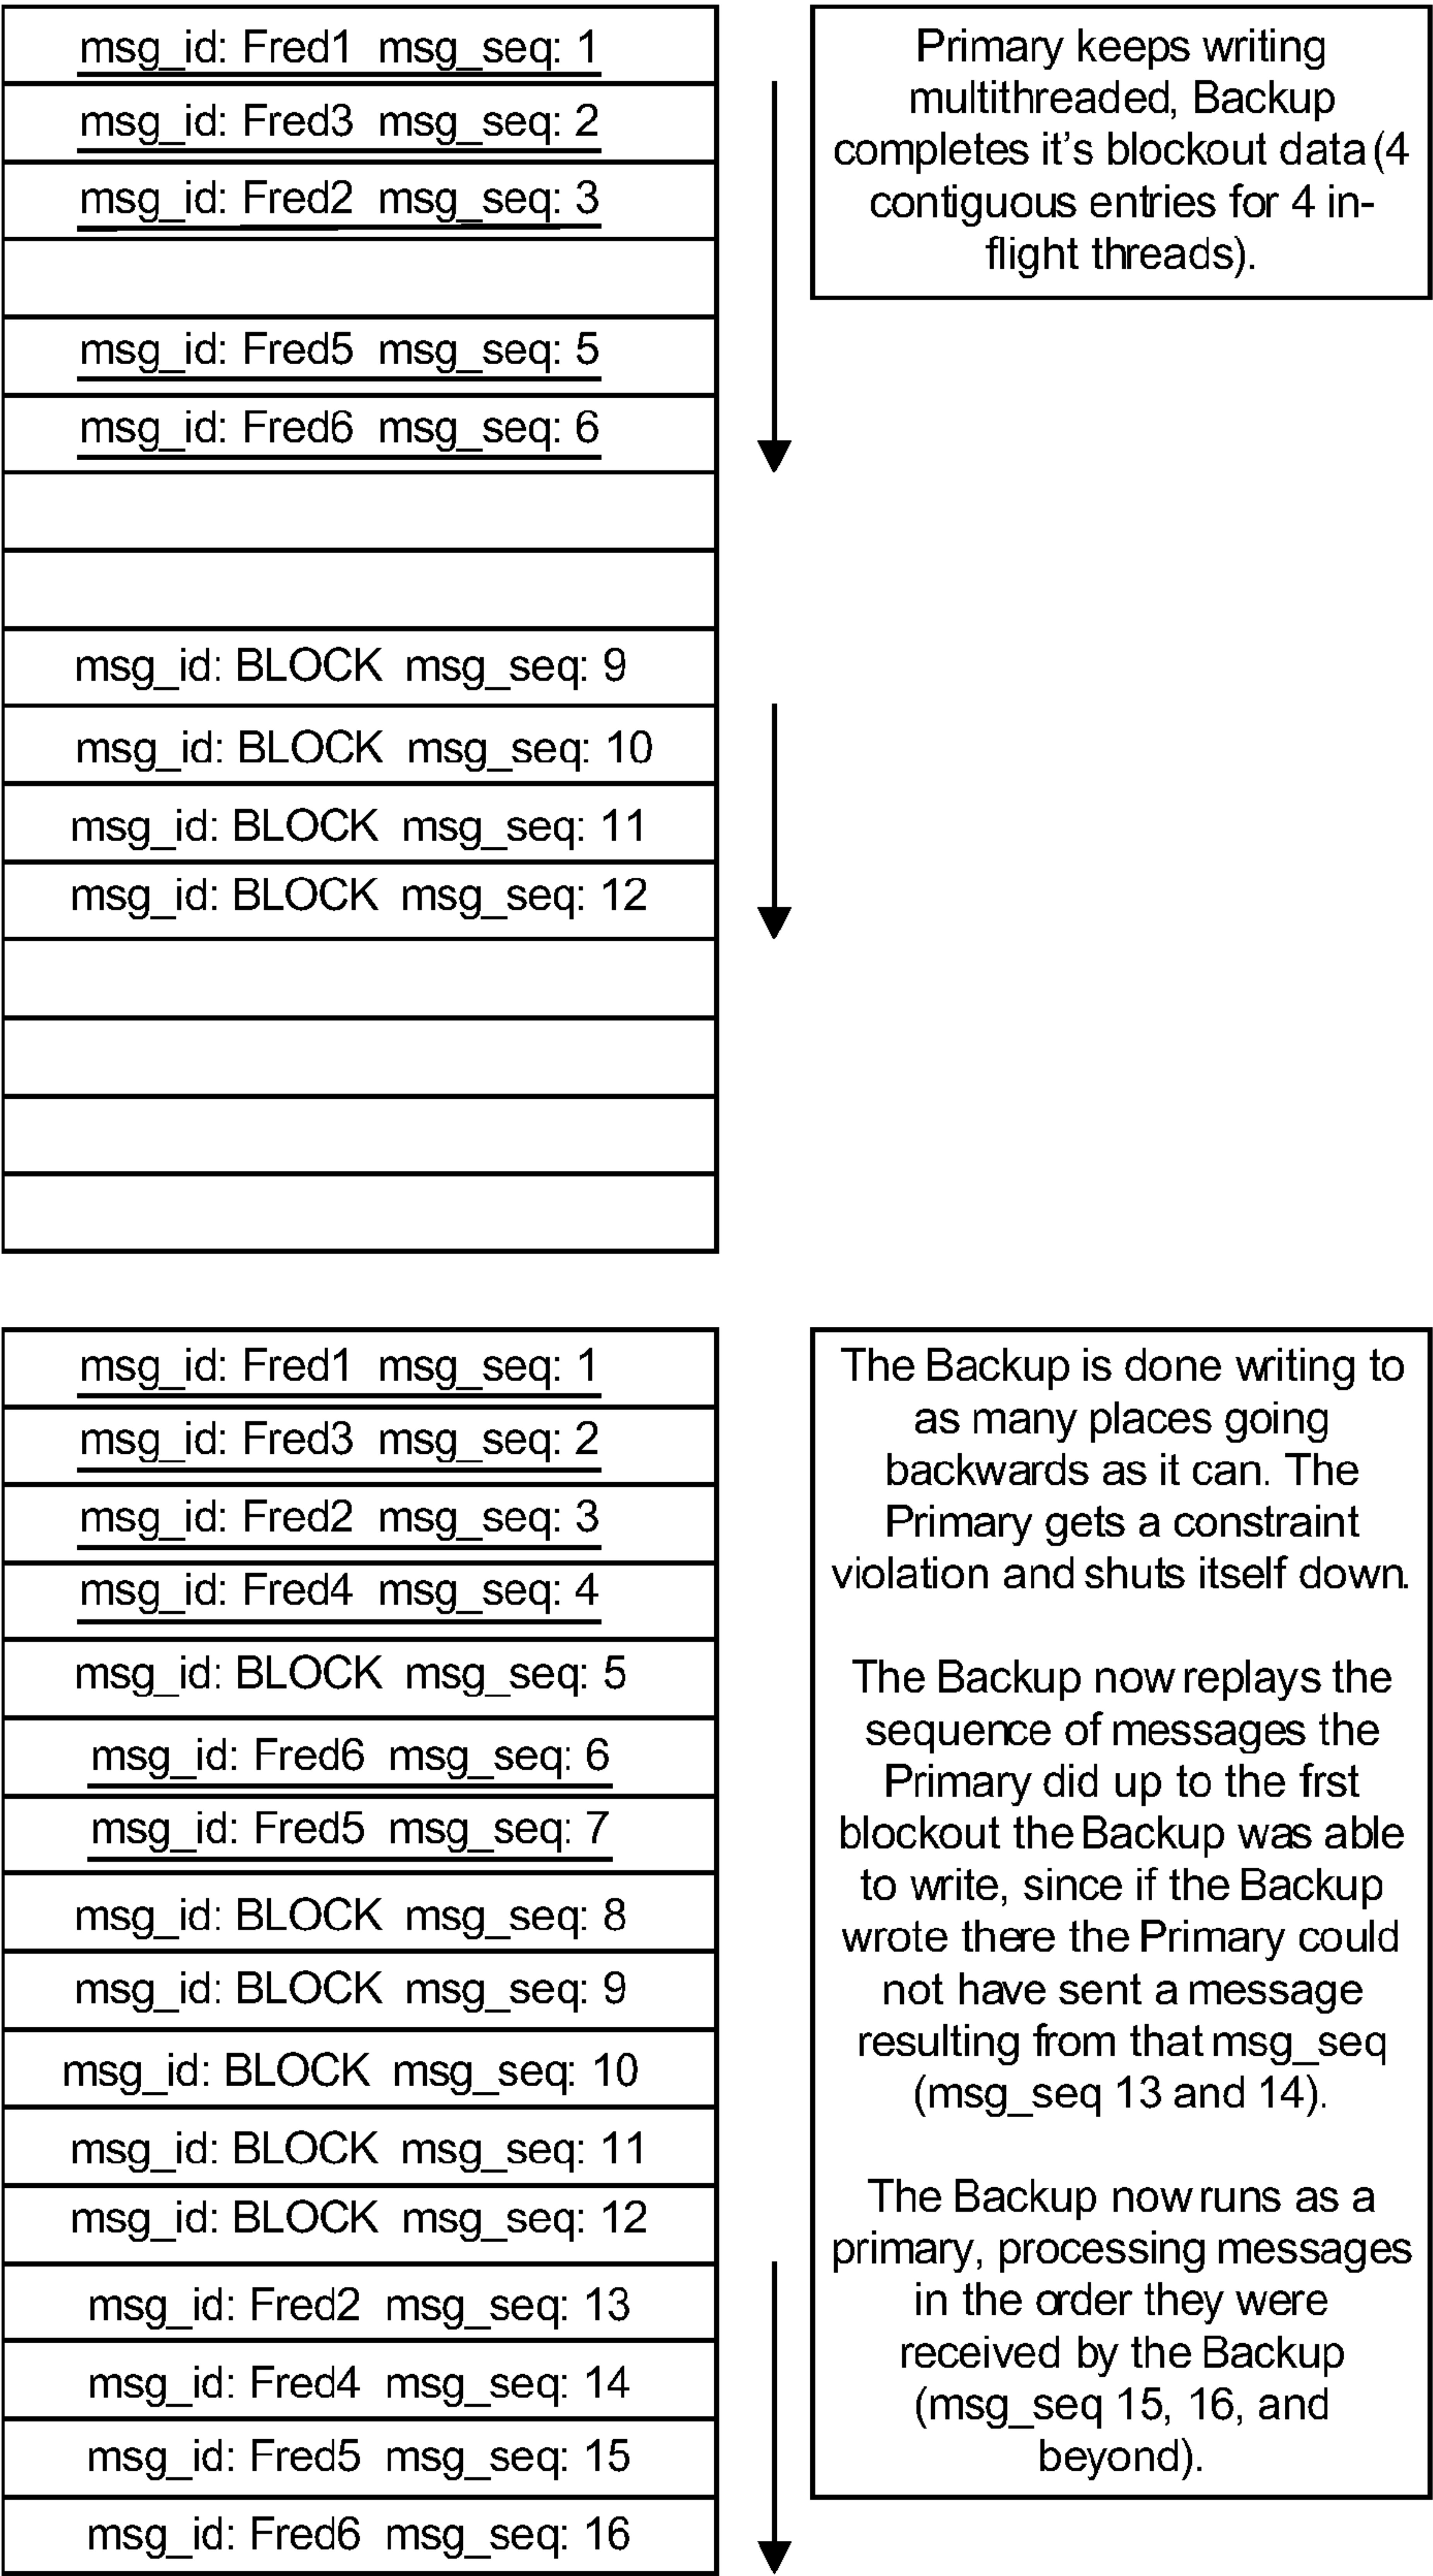 msg_id: Fred1 msg_seq: 1
msg_id: Fred3 msg_seq: 2
msg_id: Fred2 msg_seq: 3
msg_id: Fred5 msg_seq: 5
msg_id: Fred6 msg_seq: 6
msg_id: BLOCK msg_seq: 9
msg_id: BLOCK msg_seq: 10
msg_id: BLOCK msg_seq: 11
msg_id: BLOCK msg_seq: 12
Primary keeps writing
multithreaded, Backup
completes it's blockout data (4
contiguous entries for 4 in-
flight threads).
msg_id: Fred1 msg_seq: 1
msg_id: Fred3 msg_seq: 2
msg_id: Fred2 msg_seq: 3
msg_id: Fred4 msg_seq: 4
msg_id: BLOCK msg_seq: 5
msg_id: Fred6 msg_seq: 6
msg_id: Fred5 msg_seq: 7
msg_id: BLOCK msg_seq: 8
msg_id: BLOCK msg_seq: 9
msg_id: BLOCK msg_seq: 10
msg_id: BLOCK msg_seq: 11
msg_id: BLOCK msg_seq: 12
msg_id: Fred2 msg_seq: 13
msg_id: Fred4 msg_seq: 14
msg_id: Fred5 msg_seq: 15
msg_id: Fred6 msg_seq: 16
The Backup is done writing to
as many places going
backwards as it can. The
Primary gets a constraint
violation and shuts itself down.
The Backup now replays the
sequence of messages the
Primary did up to the frst
blockout the Backup was able
to write, since if the Backup
wrote there the Primary could
not have sent a message
resulting from that msg_seq
(msg_seq 13 and 14).
The Backup now runs as a
primary, processing messages
in the order they were
received by the Backup
(msg_seq 15, 16, and
beyond).